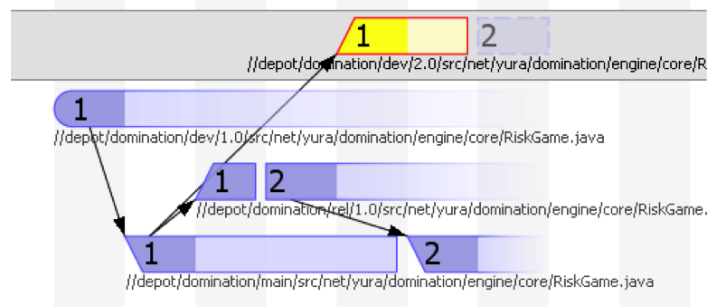 1 2
//depot/domination/dev/2.0/src/net/yura/domination/engine/core/R
1
//depot/domination/dev/1.0/src/net/yura/domination/engine/core/RiskGame.java
1 2
//depot/domination/rel/1.0/src/net/yura/domination/engine/core/RiskGame.
1 2
//depot/domination/main/src/net/yura/domination/engine/core/RiskGame.java